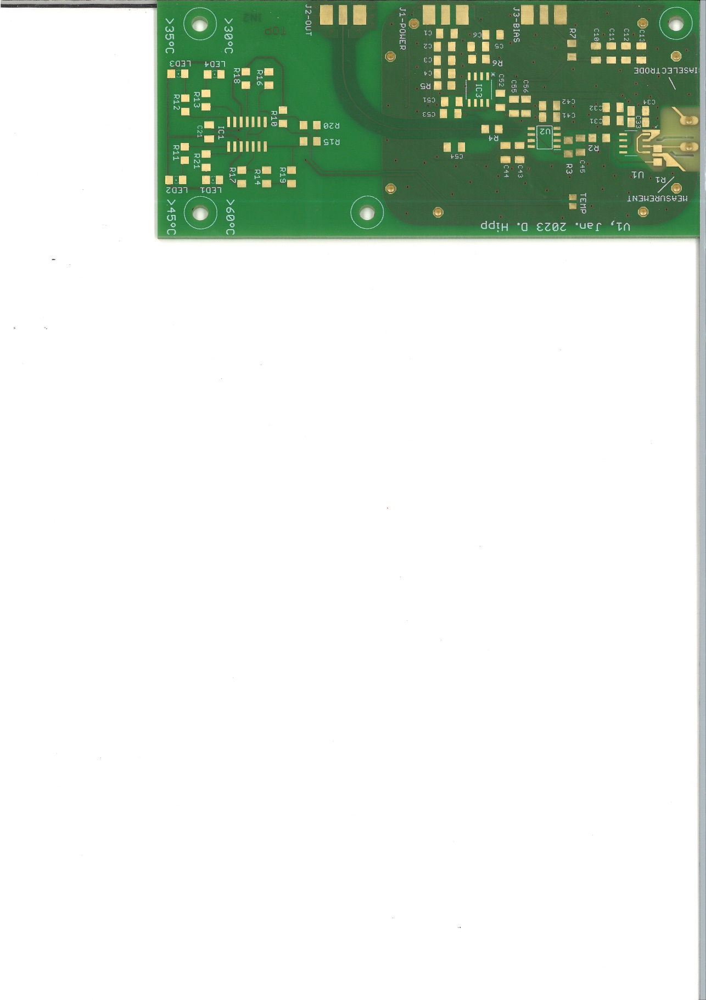 >35°C
>30°C
IN2
TOP
J2-OUT
J1-POWER
J3-BIAS
LED3
LED4
R18
R16
R12
R13
R10
C21
IC1
R20
R15
R11
R21
R17
R14
R19
LED2
LED1
>45°C
>60°C
C1
C2
C3
C4
R5
C51
C53
C6
C5
R6
IC3
*
C52
C55
C56
R7
C10
C11
C12
C13
IASELECTRODE
C42
C41
C32
C31
C34
C33
R4
U2
C54
C44
C43
R3
C45
R2
U1
R1
MEASUREMENT
TEMP
V1, Jan. 2023 D. Hipp